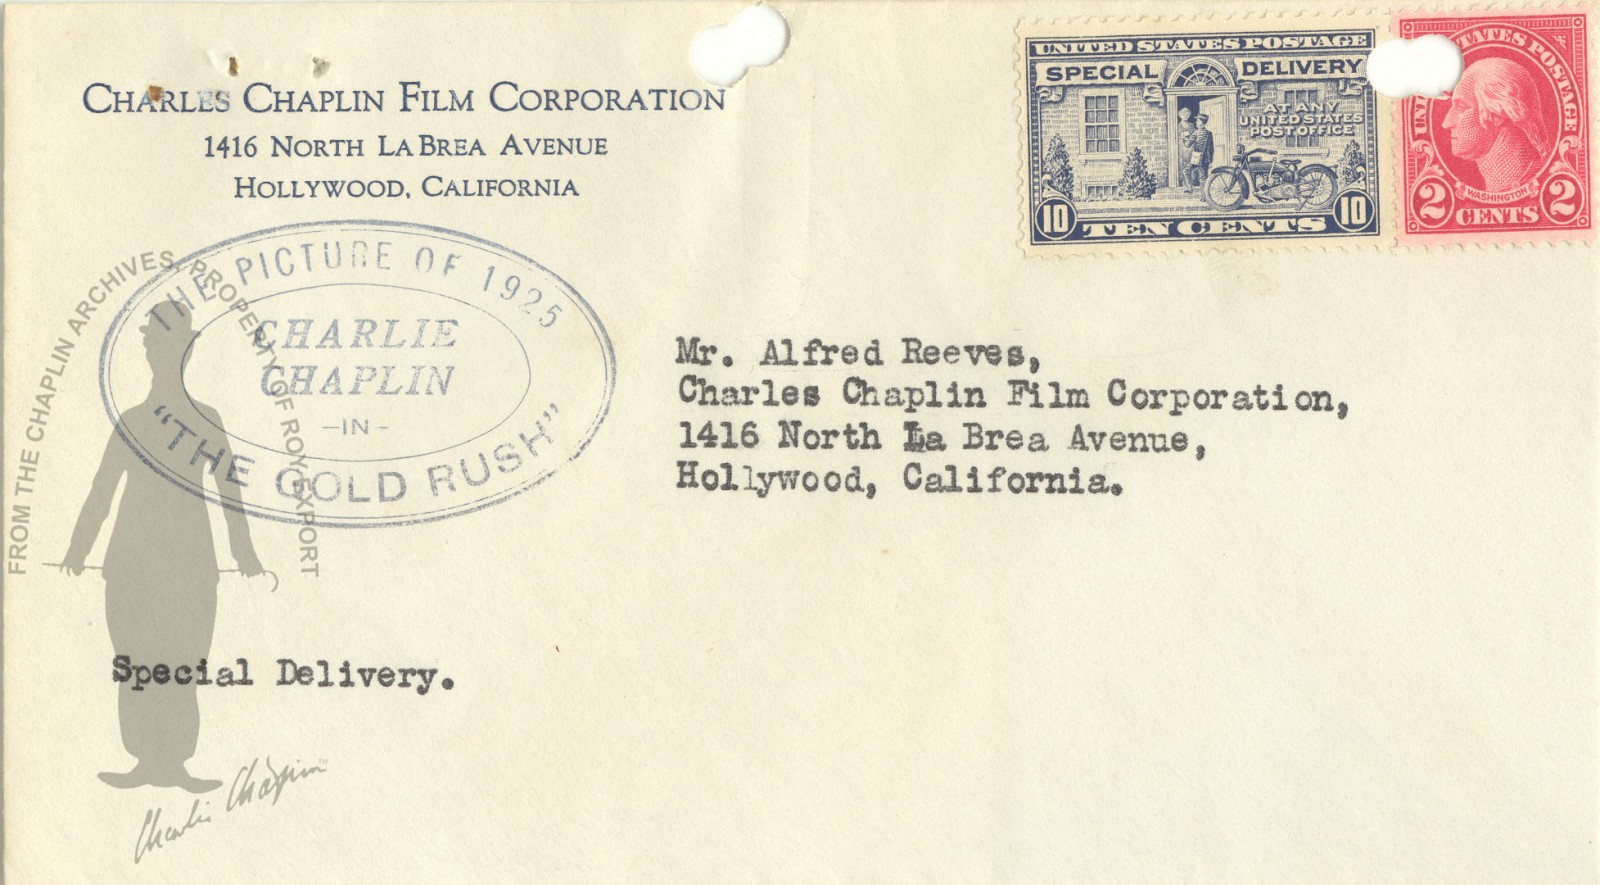 CHARLES CHAPLIN FILM CORPORATION
1416 NORTH LA BREA AVENUE
HOLLYWOOD, CALIFORNIA
UNITED STATES POSTAGE
SPECIAL DELIVERY
AT ANY
UNITED STATES
POST OFFICE
10 TEN CENTS 10
STATES POSTAGE
WASHINGTON
2 CENTS 2
THE PICTURE OF 1925
CHARLIE
CHAPLIN
-IN-
"THE GOLD RUSH"
FROM THE CHAPLIN ARCHIVES, PROPERTY OF ROY EXPORT
Mr. Alfred Reeves,
Charles Chaplin Film Corporation,
1416 North La Brea Avenue,
Hollywood, California.
Special Delivery.
Charlie Chaplin™